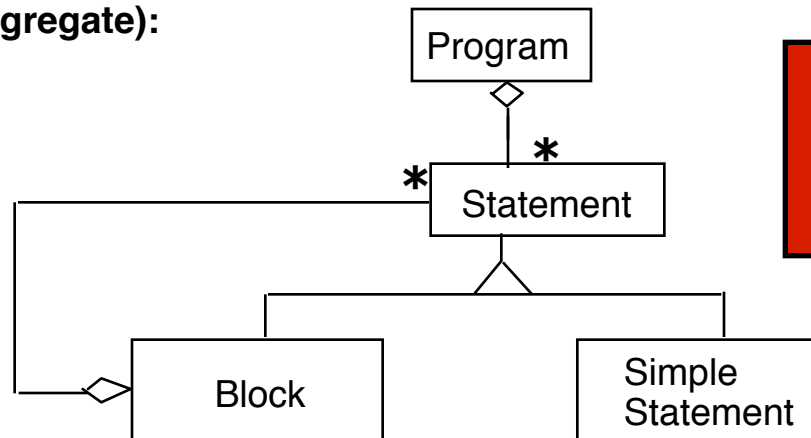 gregate):
Program
*
*
Statement
Block
Simple
Statement